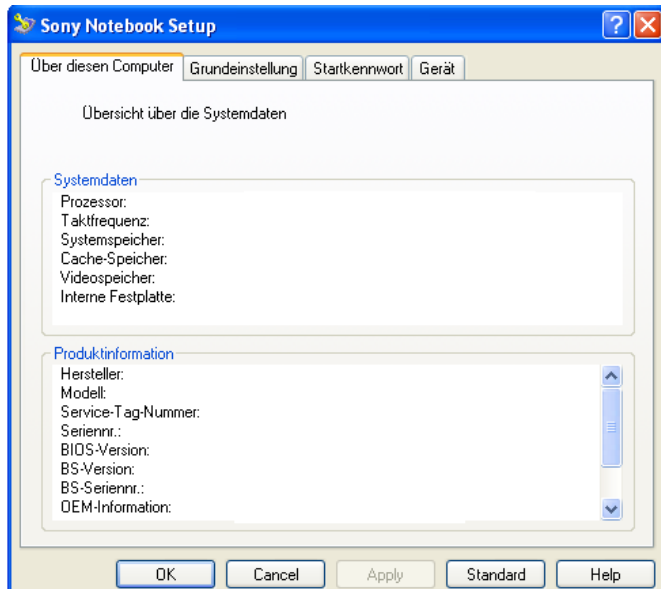 Sony Notebook Setup
Über diesen Computer Grundeinstellung Startkennwort Gerät
Übersicht über die Systemdaten
Systemdaten
Prozessor:
Taktfrequenz:
Systemspeicher:
Cache-Speicher:
Videospeicher:
Interne Festplatte:
Produktinformation
Hersteller:
Modell:
Service-Tag-Nummer:
Seriennr.:
BIOS-Version:
BS-Version:
BS-Seriennr.:
OEM-Information:
OK Cancel Apply Standard Help